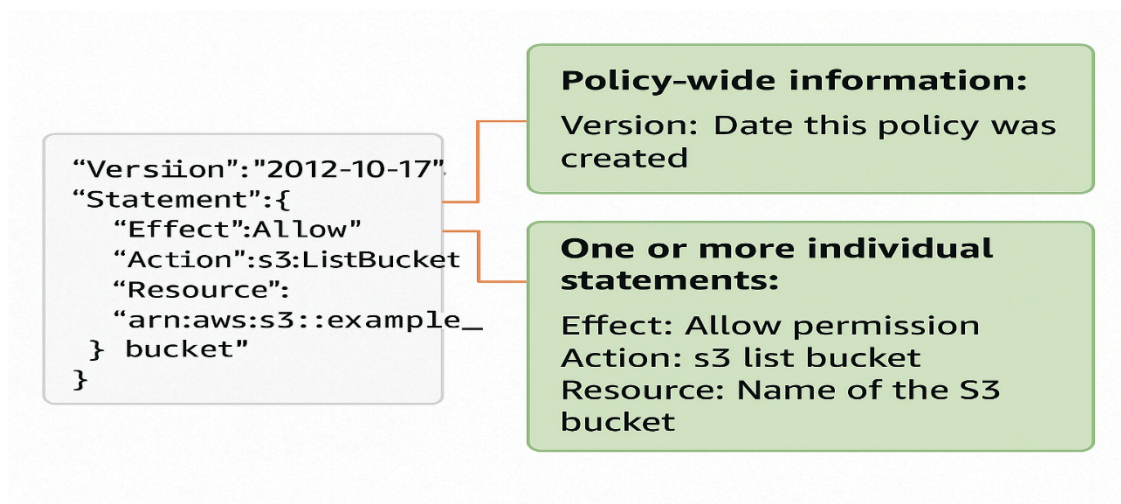 “Versiion":"2012-10-17"
“Statement":{
“Effect":Allow”
“Action":s3:ListBucket
“Resource":
“arn:aws:s3::example_
} bucket”
}
Policy-wide information:
Version: Date this policy was
created
One or more individual
statements:
Effect: Allow permission
Action: s3 list bucket
Resource: Name of the S3
bucket